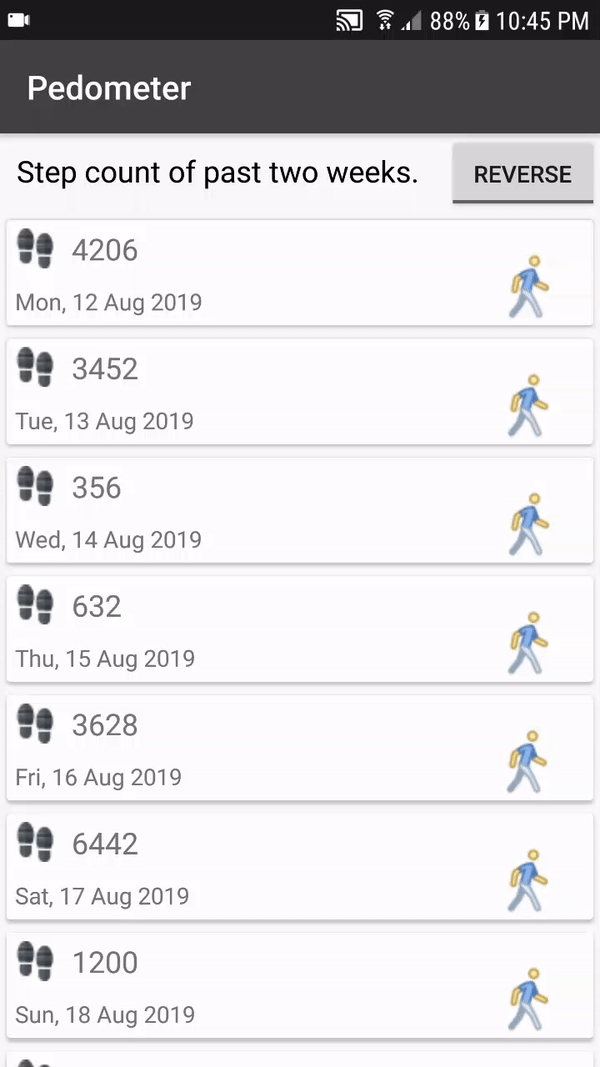 88% 10:45 PM
Pedometer
Step count of past two weeks. REVERSE
4206
Mon, 12 Aug 2019
3452
Tue, 13 Aug 2019
356
Wed, 14 Aug 2019
632
Thu, 15 Aug 2019
3628
Fri, 16 Aug 2019
6442
Sat, 17 Aug 2019
1200
Sun, 18 Aug 2019